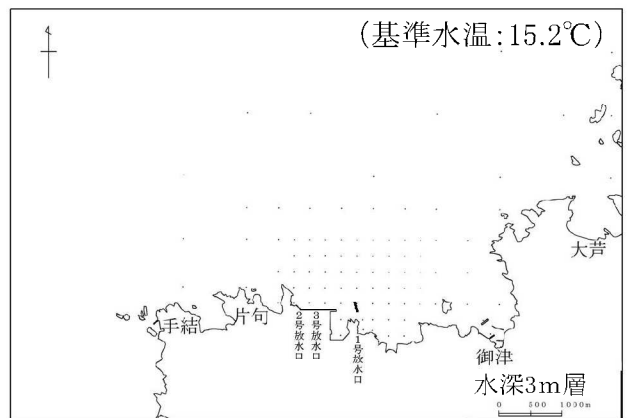 (基準水温:15.2℃)
大芦
手結
片句
2号放水口
3号放水口
1号放水口
御津
水深3m層
0 500 1000m